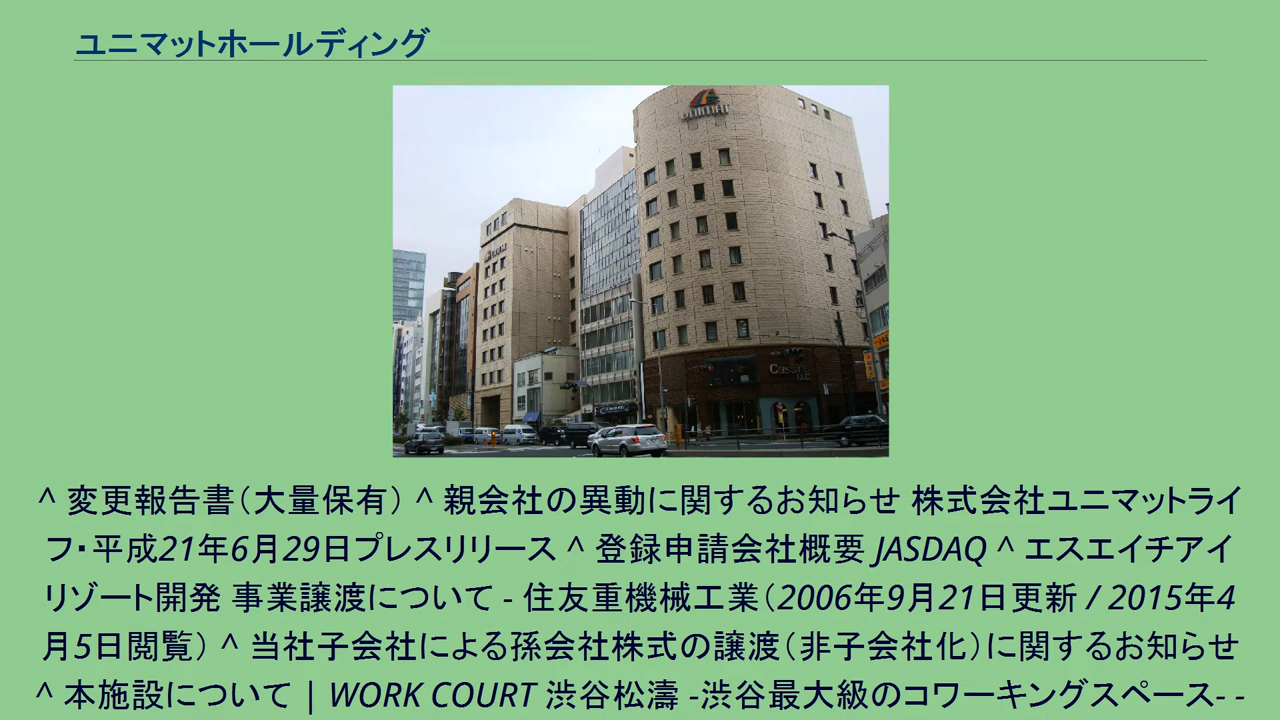 ユニマットホールディング
^ 変更報告書（大量保有） ^ 親会社の異動に関するお知らせ 株式会社ユニマットライ
フ・平成21年6月29日プレスリリース ^ 登録申請会社概要 JASDAQ ^ エスエイチアイ
リゾート開発 事業譲渡について - 住友重機械工業（2006年9月21日更新 / 2015年4
月5日閲覧） ^ 当社子会社による孫会社株式の譲渡（非子会社化）に関するお知らせ
^ 本施設について | WORK COURT 渋谷松濤 -渋谷最大級のコワーキングスペース- -